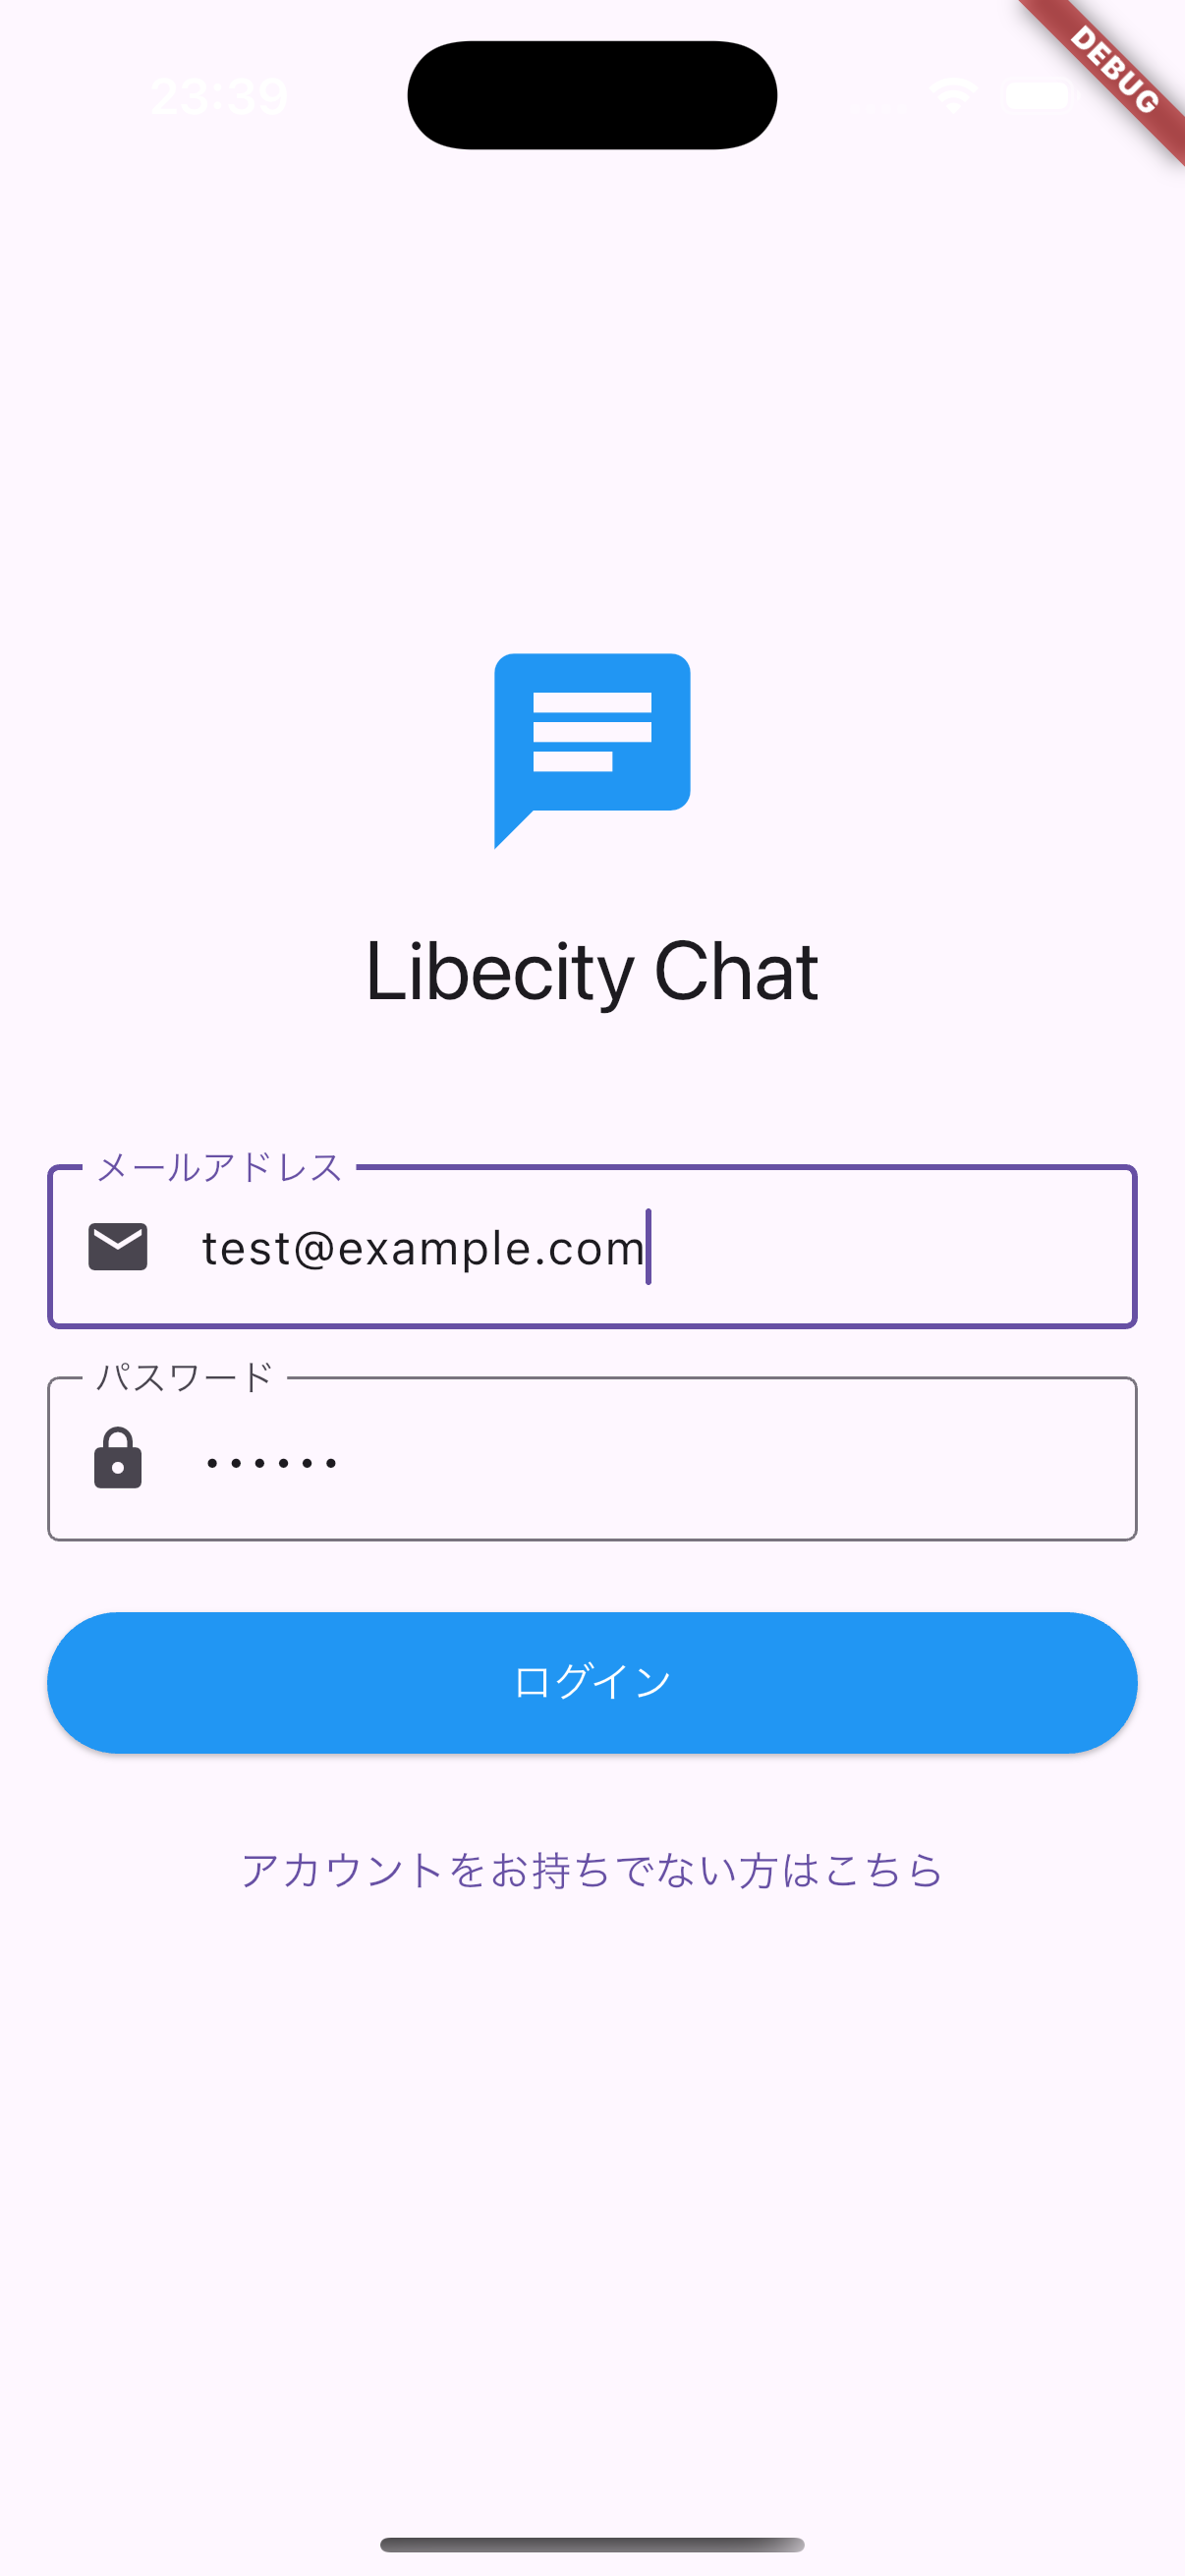 23:39
DEBUG
Libecity Chat
メールアドレス
test@example.com
パスワード
••••••
ログイン
アカウントをお持ちでない方はこちら